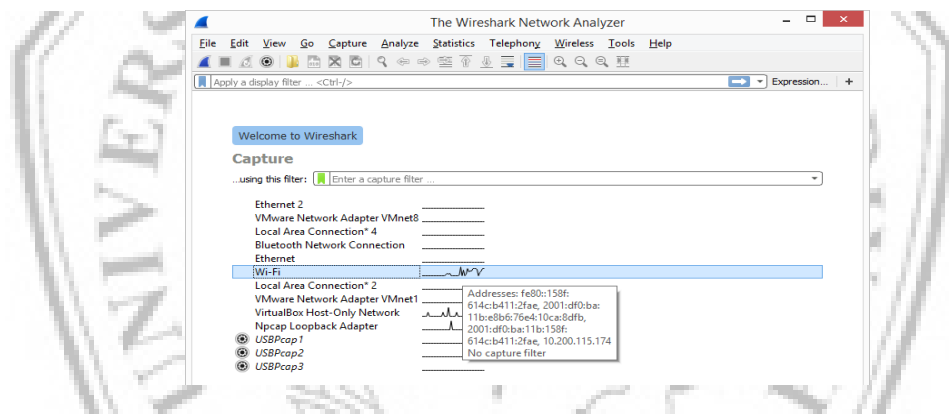 The Wireshark Network Analyzer
File Edit View Go Capture Analyze Statistics Telephony Wireless Tools Help
Apply a display filter ... <Ctrl-/>
Expression... +
Welcome to Wireshark
Capture
...using this filter: Enter a capture filter ...
Ethernet 2
VMware Network Adapter VMnet8
Local Area Connection* 4
Bluetooth Network Connection
Ethernet
Wi-Fi
Local Area Connection* 2
VMware Network Adapter VMnet1
VirtualBox Host-Only Network
Npcap Loopback Adapter
USBPcap1
USBPcap2
USBPcap3
Addresses: fe80::158f:
614c:b411:2fae, 2001:df0:ba:
11b:e8b6:76e4:10ca:8dfb,
2001:df0:ba:11b:158f:
614c:b411:2fae, 10.200.115.174
No capture filter